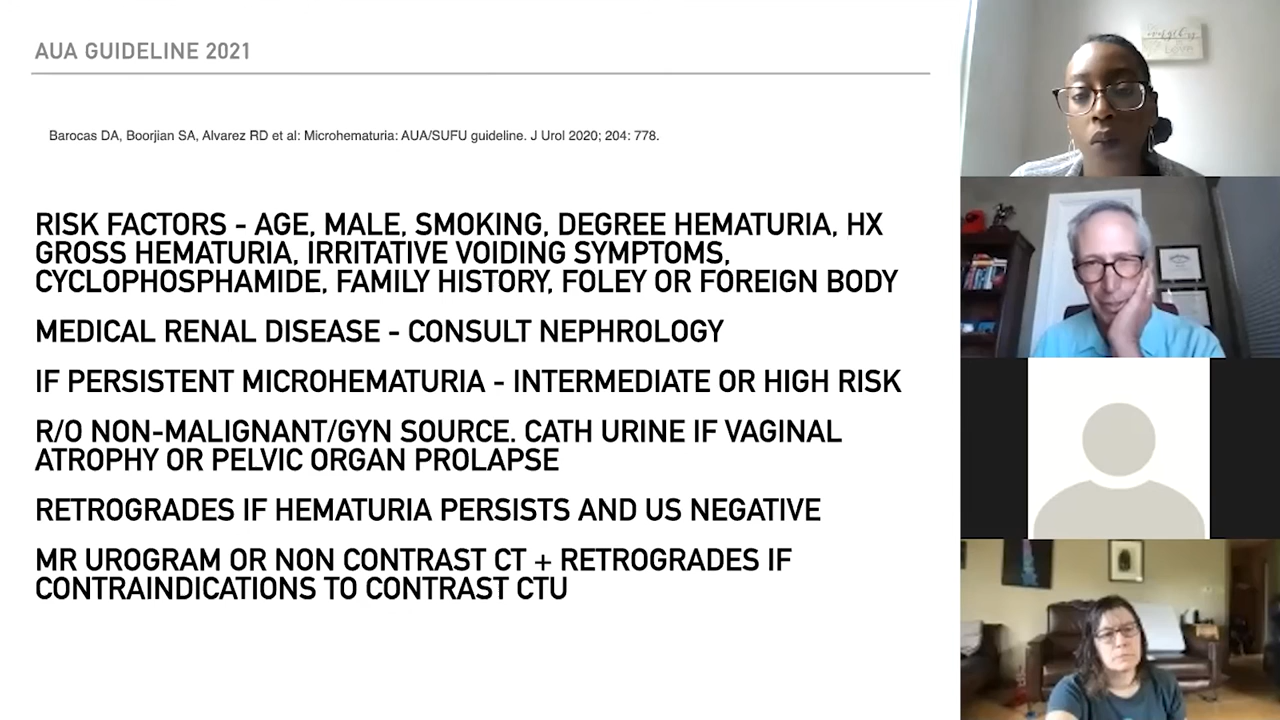 AUA GUIDELINE 2021
Barocas DA, Boorjian SA, Alvarez RD et al: Microhematuria: AUA/SUFU guideline. J Urol 2020; 204: 778.
RISK FACTORS - AGE, MALE, SMOKING, DEGREE HEMATURIA, HX
GROSS HEMATURIA, IRRITATIVE VOIDING SYMPTOMS,
CYCLOPHOSPHAMIDE, FAMILY HISTORY, FOLEY OR FOREIGN BODY
MEDICAL RENAL DISEASE - CONSULT NEPHROLOGY
IF PERSISTENT MICROHEMATURIA - INTERMEDIATE OR HIGH RISK
R/O NON-MALIGNANT/GYN SOURCE. CATH URINE IF VAGINAL
ATROPHY OR PELVIC ORGAN PROLAPSE
RETROGRADES IF HEMATURIA PERSISTS AND US NEGATIVE
MR UROGRAM OR NON CONTRAST CT + RETROGRADES IF
CONTRAINDICATIONS TO CONTRAST CTU